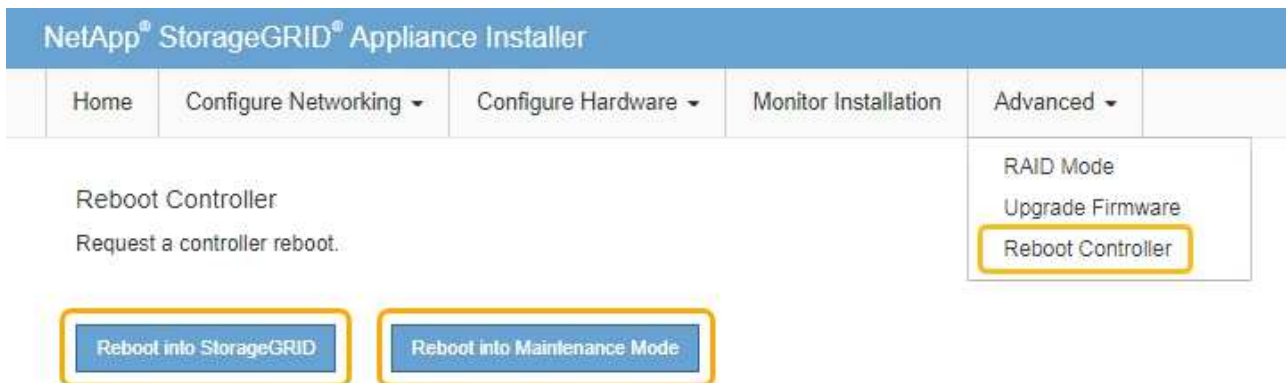 NetApp® StorageGRID® Appliance Installer
Home
Configure Networking
Configure Hardware
Monitor Installation
Advanced
RAID Mode
Upgrade Firmware
Reboot Controller
Reboot Controller
Request a controller reboot.
Reboot into StorageGRID
Reboot into Maintenance Mode